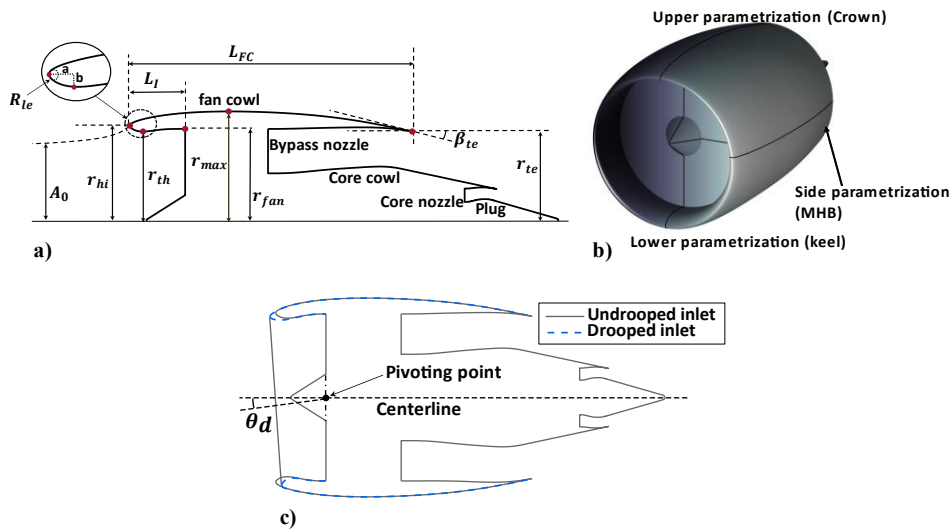 L_FC
a
b
L_I
R_le
fan cowl
β_te
Bypass nozzle
r_max
r_te
r_hi
r_th
A_0
Core cowl
r_fan
Core nozzle
Plug
a)
Upper parametrization (Crown)
Side parametrization
(MHB)
Lower parametrization (keel)
b)
Undrooped inlet
Drooped inlet
Pivoting point
Centerline
θ_d
c)